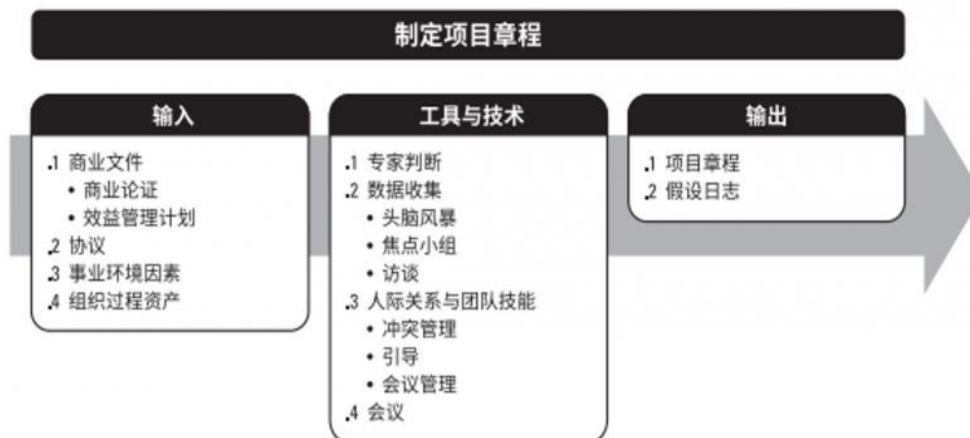 制定项目章程
输入
.1 商业文件
• 商业论证
• 效益管理计划
.2 协议
.3 事业环境因素
.4 组织过程资产
工具与技术
.1 专家判断
.2 数据收集
• 头脑风暴
• 焦点小组
• 访谈
.3 人际关系与团队技能
• 冲突管理
• 引导
• 会议管理
.4 会议
输出
.1 项目章程
.2 假设日志